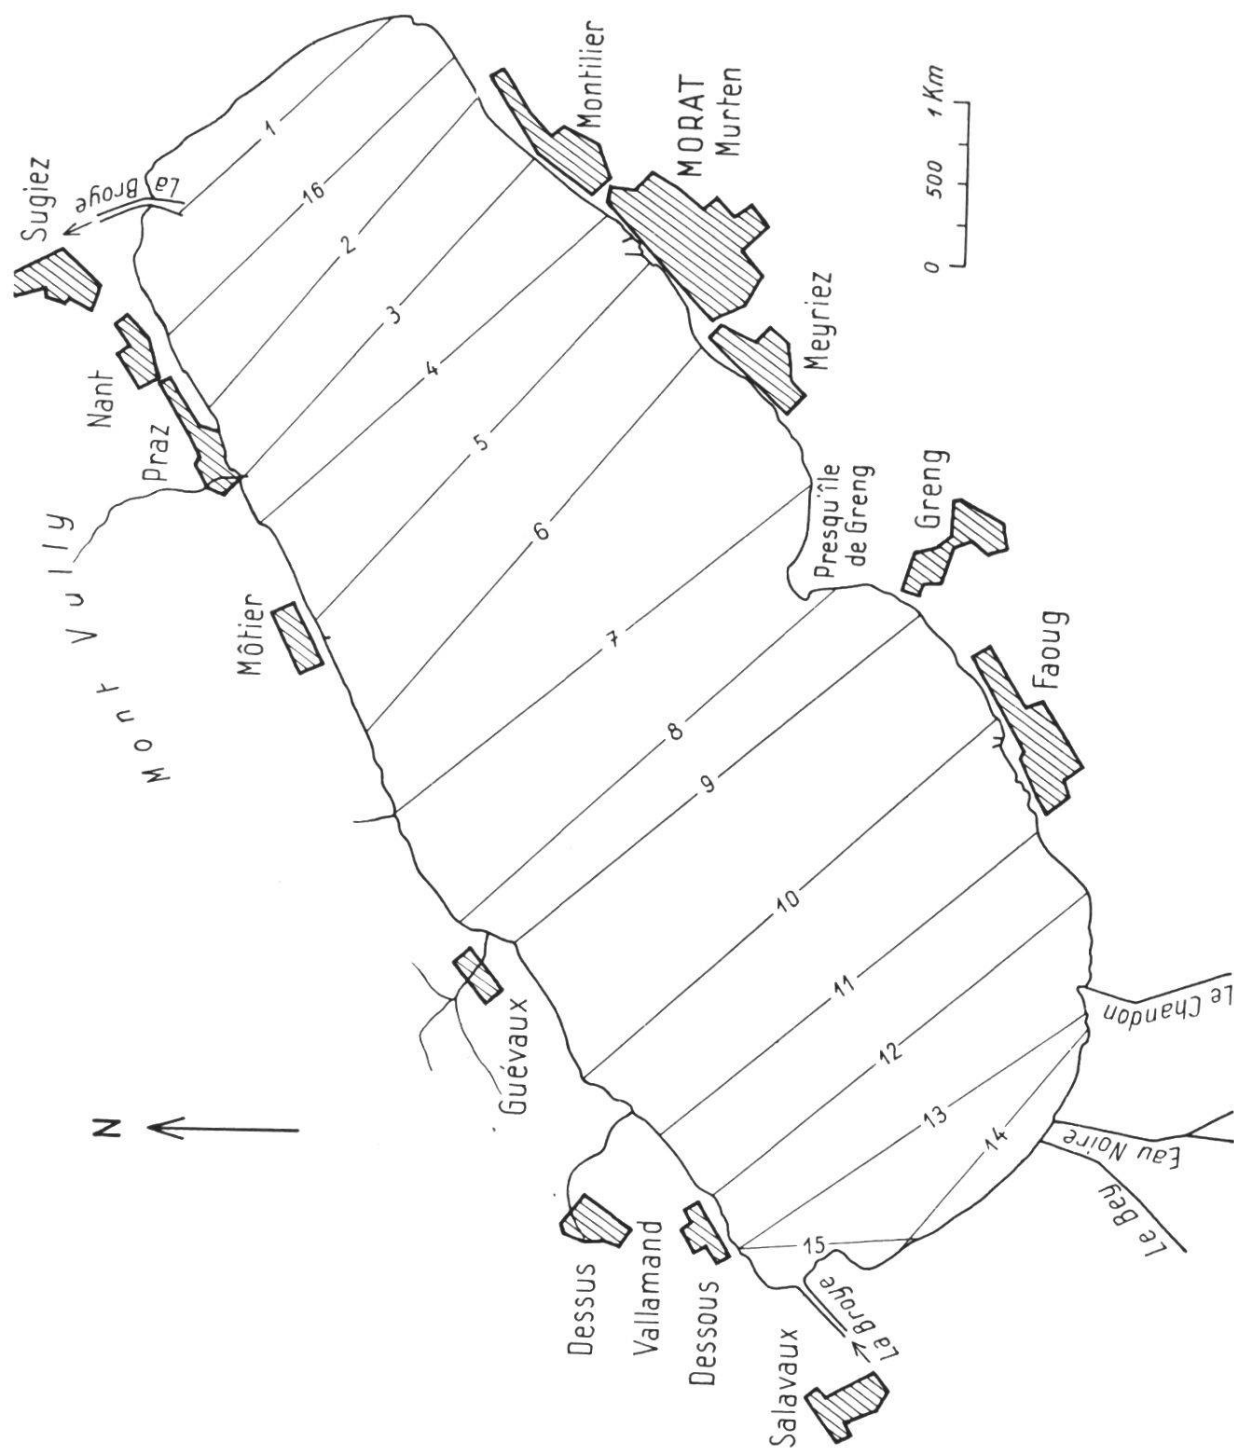 Sugiez
La Broye
Nant
Praz
Mont Vully
Môtier
Guévaux
N
Dessus
Vallamand
Dessous
Salavaux
La Broye
Montilier
MORAT
Murten
Meyriez
Presqu'île
de Greng
Greng
Faoug
Le Chandon
Eau Noire
Le Bey
0 500 1 Km
1
16
2
3
4
5
6
7
8
9
10
11
12
13
14
15